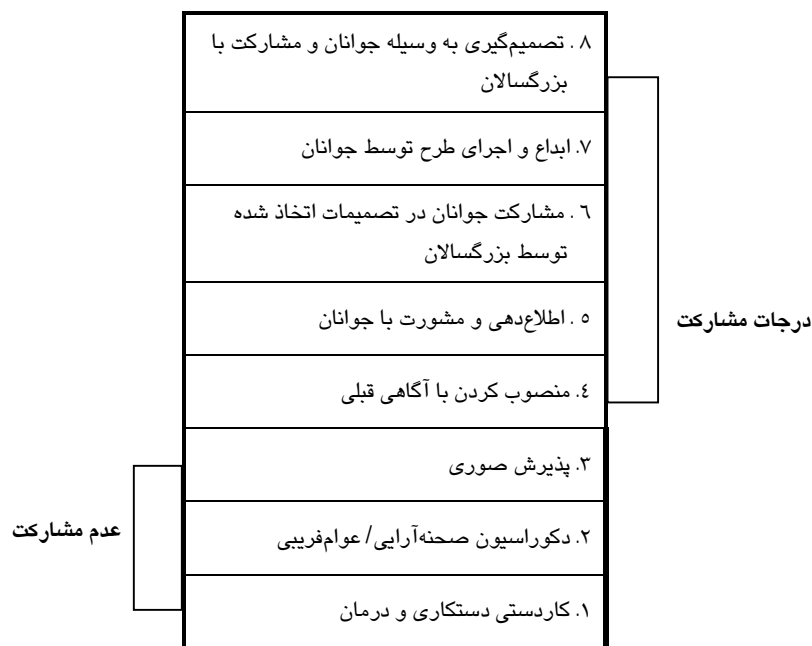 ۸ . تصمیم‌گیری به وسیله جوانان و مشارکت با
بزرگسالان
۷. ابداع و اجرای طرح توسط جوانان
۶ . مشارکت جوانان در تصمیمات اتخاذ شده
توسط بزرگسالان
۵ . اطلاع‌دهی و مشورت با جوانان
درجات مشارکت
۴. منصوب کردن با آگاهی قبلی
۳. پذیرش صوری
۲. دکوراسیون صحنه‌آرایی/ عوام‌فریبی
عدم مشارکت
۱. کاردستی دستکاری و درمان